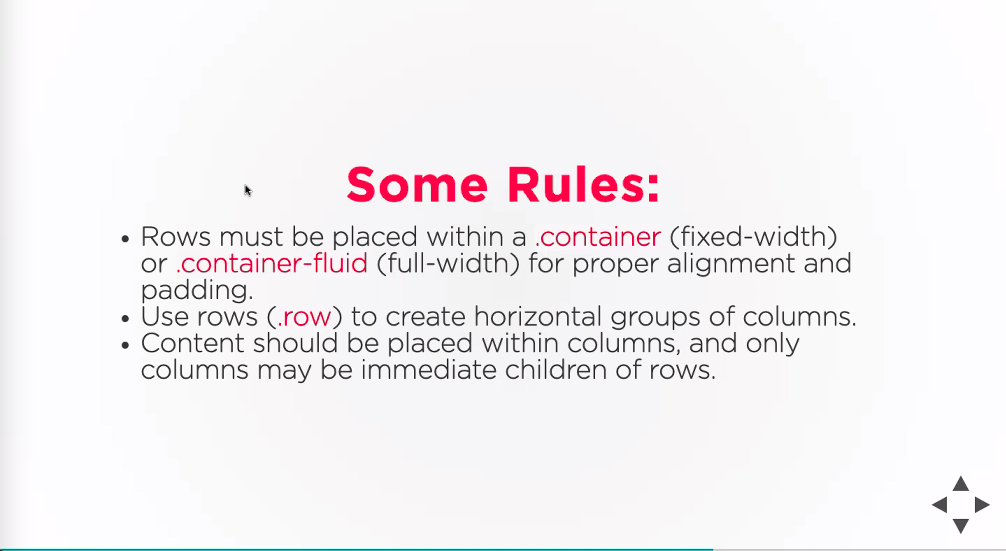 Some Rules:
• Rows must be placed within a .container (fixed-width)
or .container-fluid (full-width) for proper alignment and
padding.
• Use rows (.row) to create horizontal groups of columns.
• Content should be placed within columns, and only
columns may be immediate children of rows.